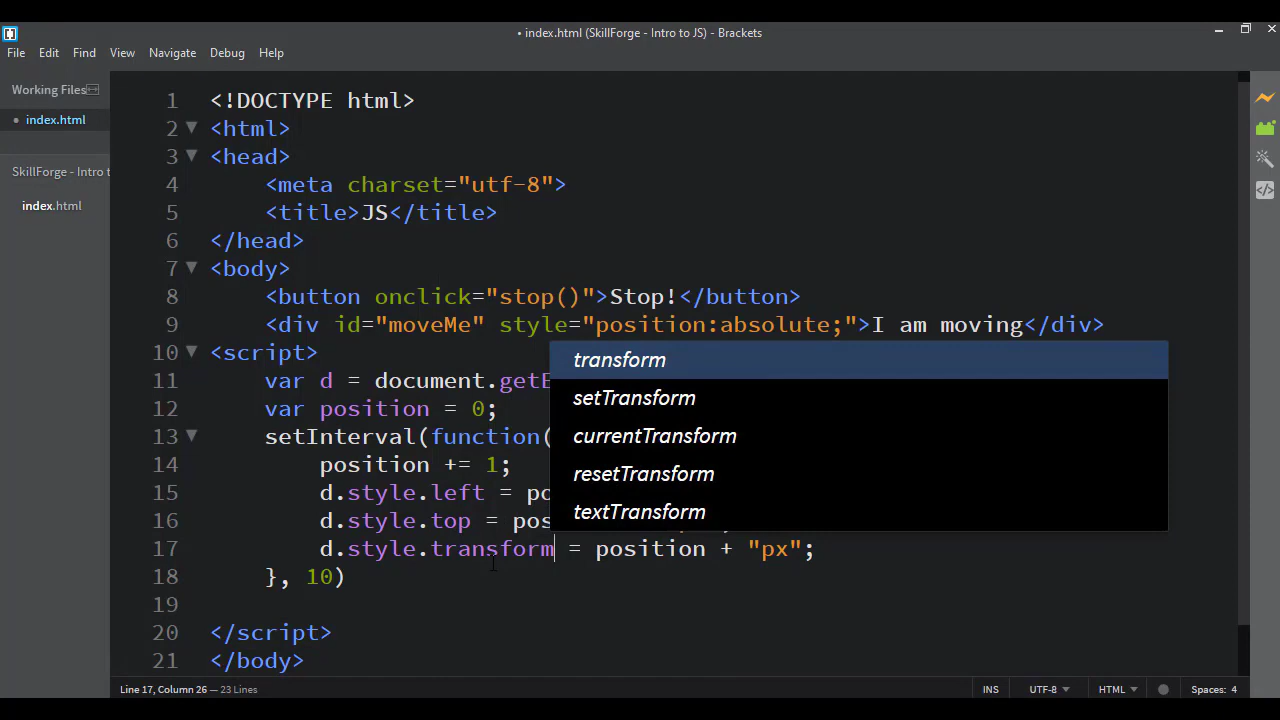 • index.html (SkillForge - Intro to JS) - Brackets
File Edit Find View Navigate Debug Help
Working Files
• index.html
SkillForge - Intro t
index.html
1 <!DOCTYPE html>
2 <html>
3 <head>
4 <meta charset="utf-8">
5 <title>JS</title>
6 </head>
7 <body>
8 <button onclick="stop()">Stop!</button>
9 <div id="moveMe" style="position:absolute;">I am moving</div>
10 <script>
11 var d = document.getE
12 var position = 0;
13 setInterval(function(
14 position += 1;
15 d.style.left = po
16 d.style.top = pos
17 d.style.transform = position + "px";
18 }, 10)
19
20 </script>
21 </body>
transform
setTransform
currentTransform
resetTransform
textTransform
Line 17, Column 26 — 23 Lines
INS UTF-8 HTML Spaces: 4